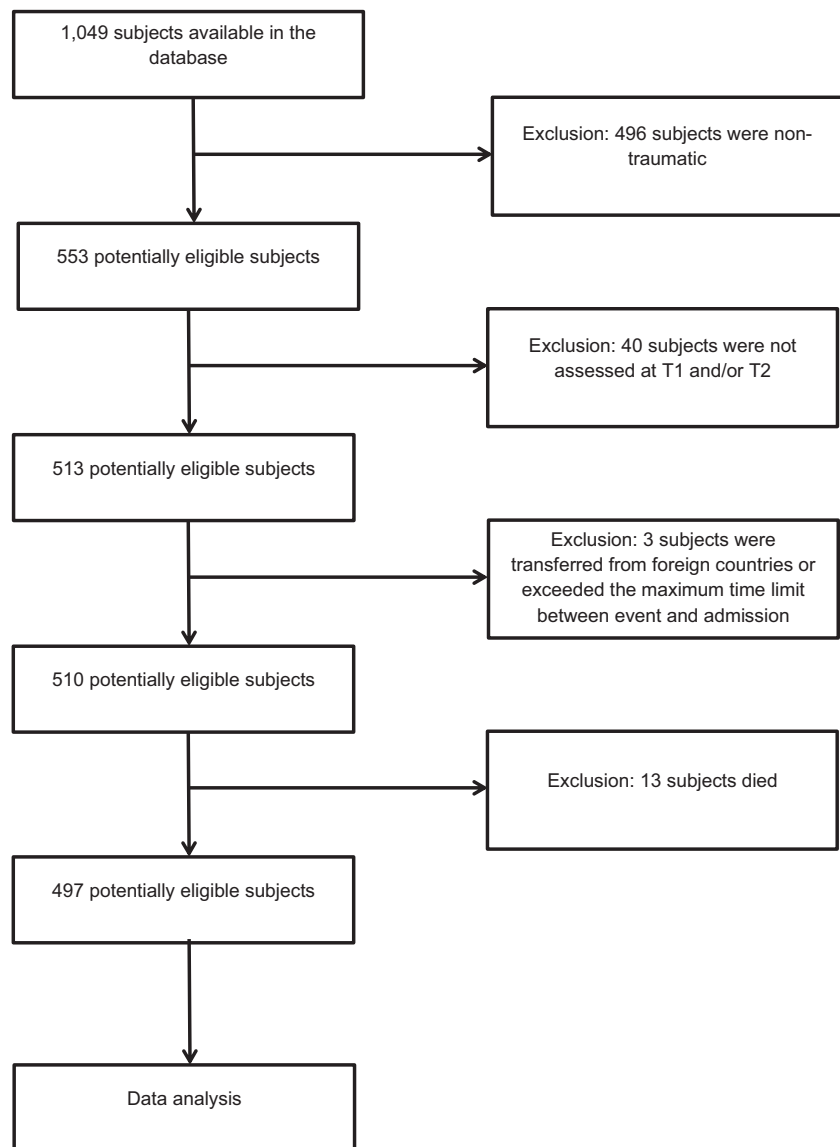 1,049 subjects available in the
database
Exclusion: 496 subjects were non-
traumatic
553 potentially eligible subjects
Exclusion: 40 subjects were not
assessed at T1 and/or T2
513 potentially eligible subjects
Exclusion: 3 subjects were
transferred from foreign countries or
exceeded the maximum time limit
between event and admission
510 potentially eligible subjects
Exclusion: 13 subjects died
497 potentially eligible subjects
Data analysis